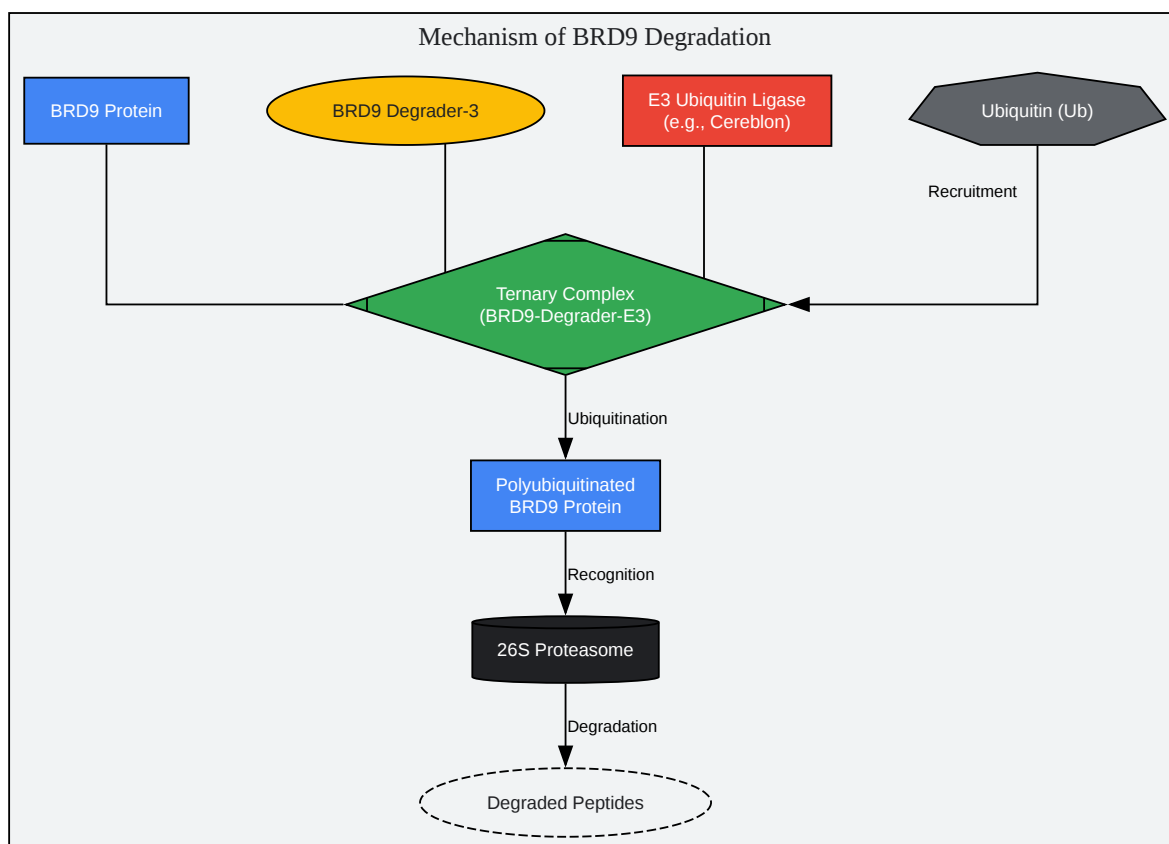 Mechanism of BRD9 Degradation
BRD9 Protein
BRD9 Degrader-3
E3 Ubiquitin Ligase
(e.g., Cereblon)
Ubiquitin (Ub)
Recruitment
Ternary Complex
(BRD9-Degrader-E3)
Ubiquitination
Polyubiquitinated
BRD9 Protein
Recognition
26S Proteasome
Degradation
Degraded Peptides